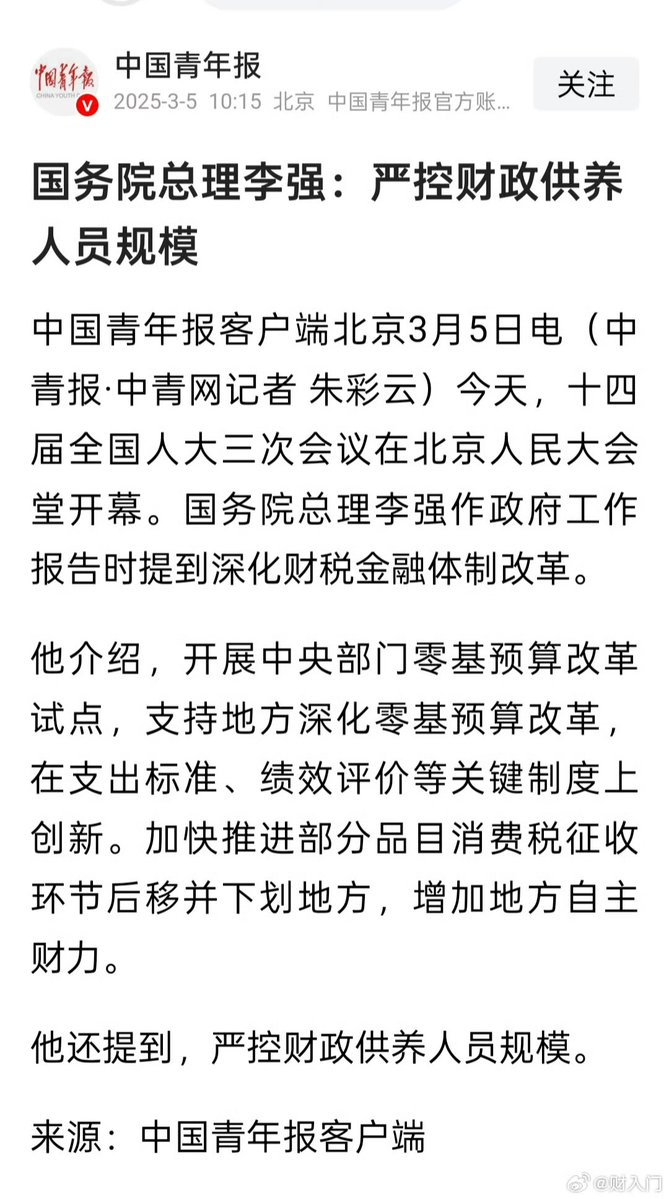 中国青年报
CHINA YOUTH
V
中国青年报
2025-3-5 10:15 北京 中国青年报官方账...
关注
国务院总理李强：严控财政供养
人员规模
中国青年报客户端北京3月5日电（中
青报·中青网记者 朱彩云）今天，十四
届全国人大三次会议在北京人民大会
堂开幕。国务院总理李强作政府工作
报告时提到深化财税金融体制改革。
他介绍，开展中央部门零基预算改革
试点，支持地方深化零基预算改革，
在支出标准、绩效评价等关键制度上
创新。加快推进部分品目消费税征收
环节后移并下划地方，增加地方自主
财力。
他还提到，严控财政供养人员规模。
来源：中国青年报客户端
@财入门